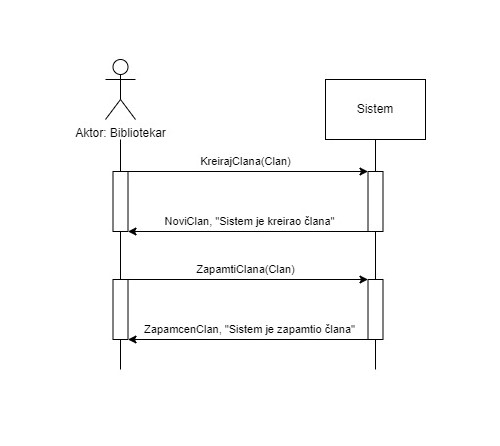 Sistem
Aktor: Bibliotekar
KreirajClana(Clan)
NoviClan, "Sistem je kreirao člana"
ZapamtiClana(Clan)
ZapamcenClan, "Sistem je zapamtio člana"